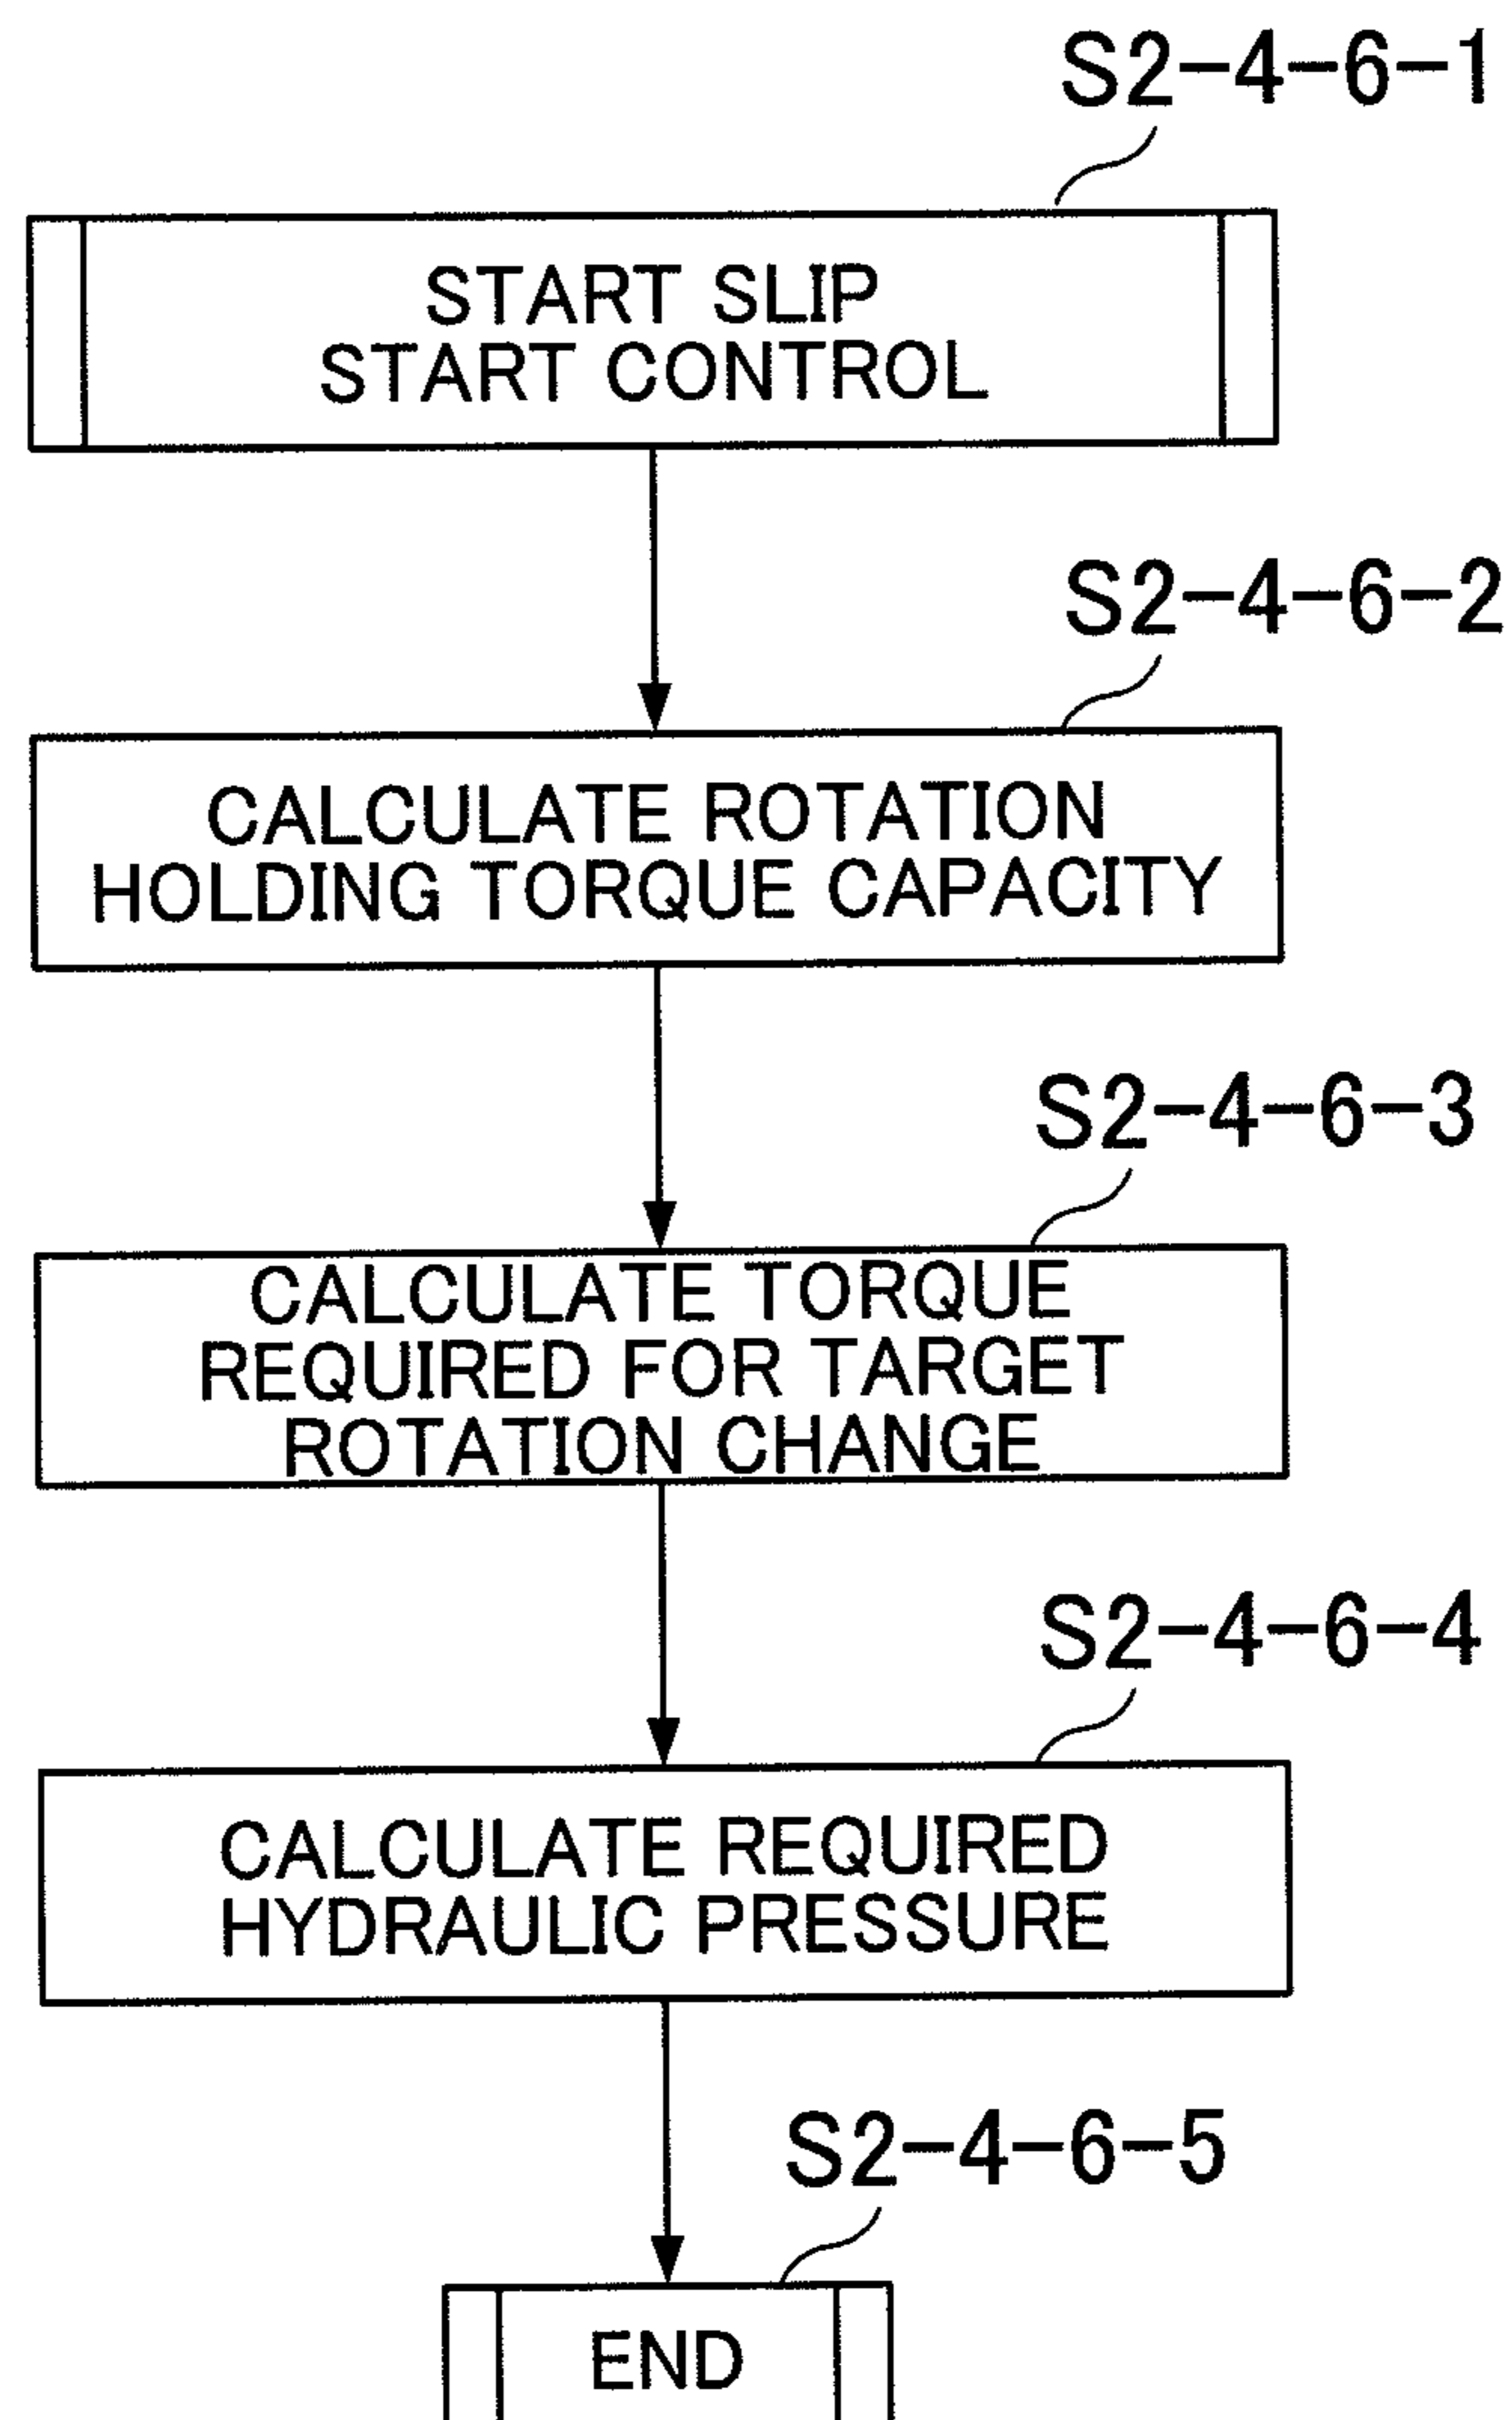 S2-4-6-1
START SLIP
START CONTROL
S2-4-6-2
CALCULATE ROTATION
HOLDING TORQUE CAPACITY
S2-4-6-3
CALCULATE TORQUE
REQUIRED FOR TARGET
ROTATION CHANGE
S2-4-6-4
CALCULATE REQUIRED
HYDRAULIC PRESSURE
S2-4-6-5
END